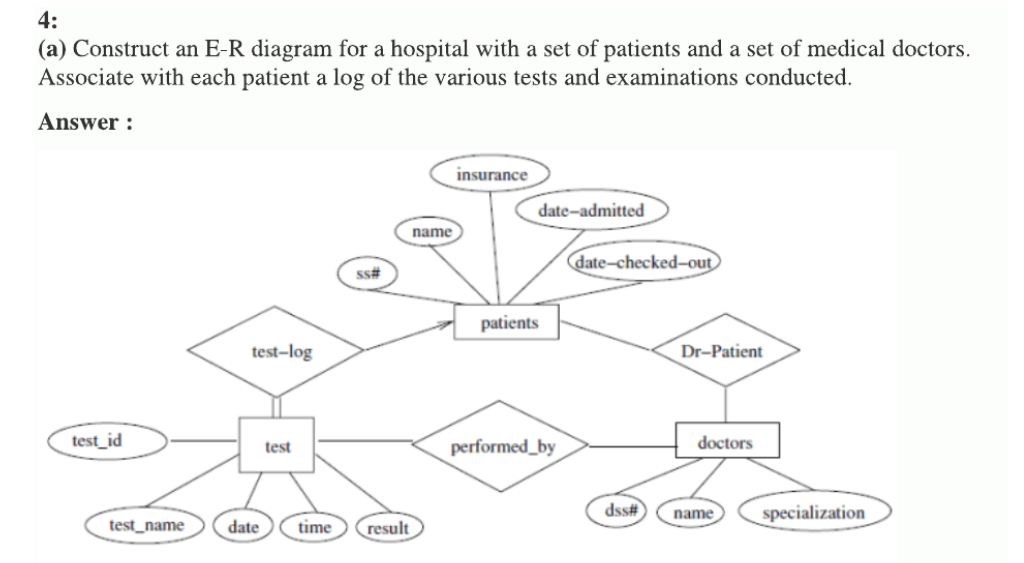 4:
(a) Construct an E-R diagram for a hospital with a set of patients and a set of medical doctors.
Associate with each patient a log of the various tests and examinations conducted.
Answer :
insurance
date-admitted
name
date-checked-out
ss#
patients
test-log
Dr-Patient
test_id
test
performed_by
doctors
test_name
date
time
result
dss#
name
specialization